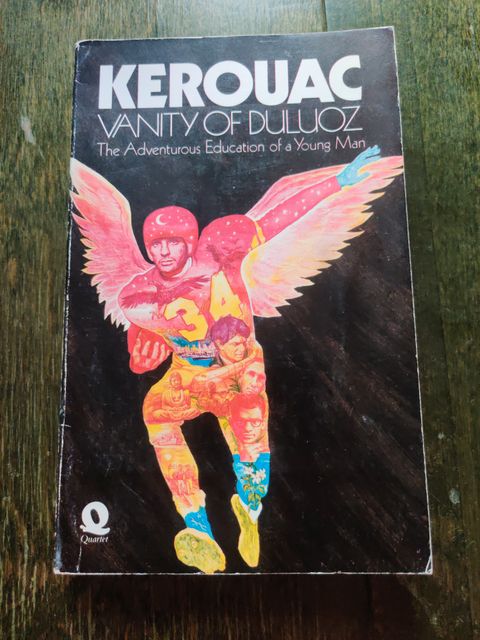 KEROUAC
VANITY OF DULUOZ
The Adventurous Education of a Young Man
34
Quartet